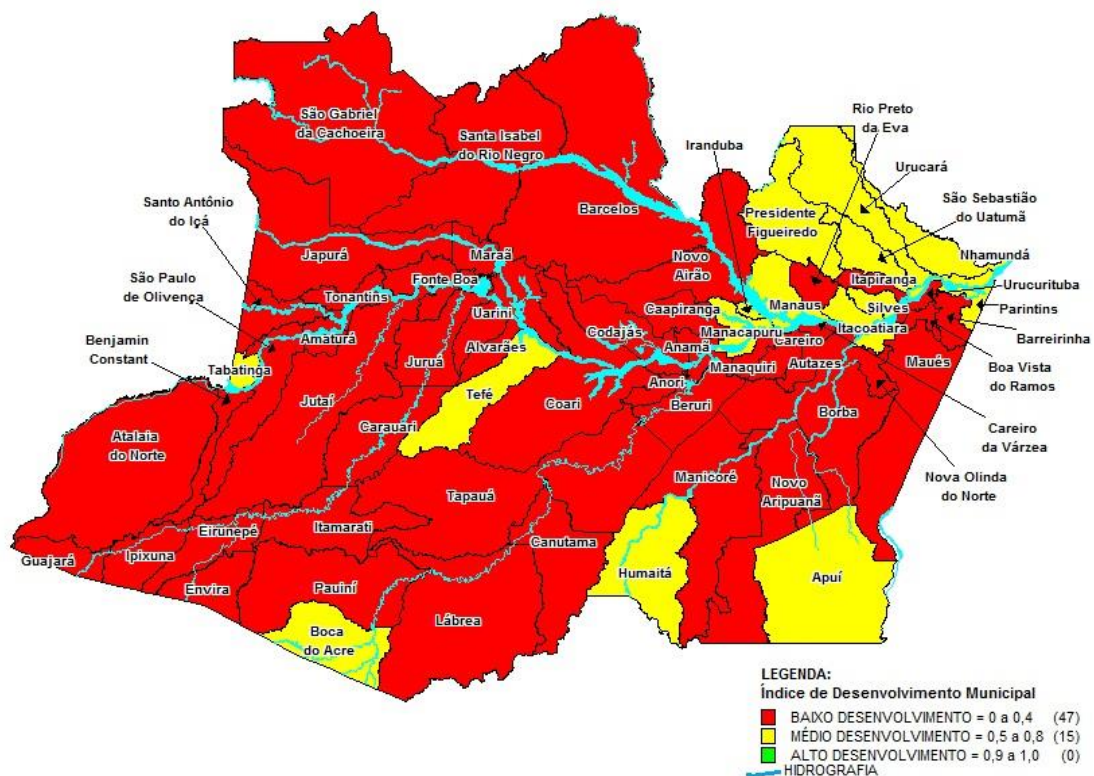 Rio Preto
da Eva
São Gabriel
da Cachoeira
Santa Isabel
do Rio Negro
Iranduba
Urucará
Santo Antônio
do Içá
Barcelos
São Sebastião
do Uatumã
Presidente
Figueiredo
Japurá
Maraã
Novo
Airão
Nhamundá
São Paulo
de Olivença
Fonte Boa
Itapiranga
Urucurituba
Tonantins
Uarini
Caapiranga
Manaus
Silves
Parintins
Benjamin
Constant
Amaturá
Codajás
Manacapuru
Itacoatiara
Barreirinha
Alvarães
Anamã
Careiro
Tabatinga
Juruá
Manaquiri
Autazes
Maués
Boa Vista
do Ramos
Jutaí
Tefé
Coari
Anori
Beruri
Borba
Atalaia
do Norte
Carauari
Careiro
da Várzea
Tapauá
Manicoré
Novo
Aripuanã
Nova Olinda
do Norte
Eirunepé
Itamarati
Guajará
Ipixuna
Canutama
Envira
Pauiní
Humaitá
Apuí
Boca
do Acre
Lábrea
LEGENDA:
Índice de Desenvolvimento Municipal
BAIXO DESENVOLVIMENTO = 0 a 0,4 (47)
MÉDIO DESENVOLVIMENTO = 0,5 a 0,8 (15)
ALTO DESENVOLVIMENTO = 0,9 a 1,0 (0)
HIDROGRAFIA